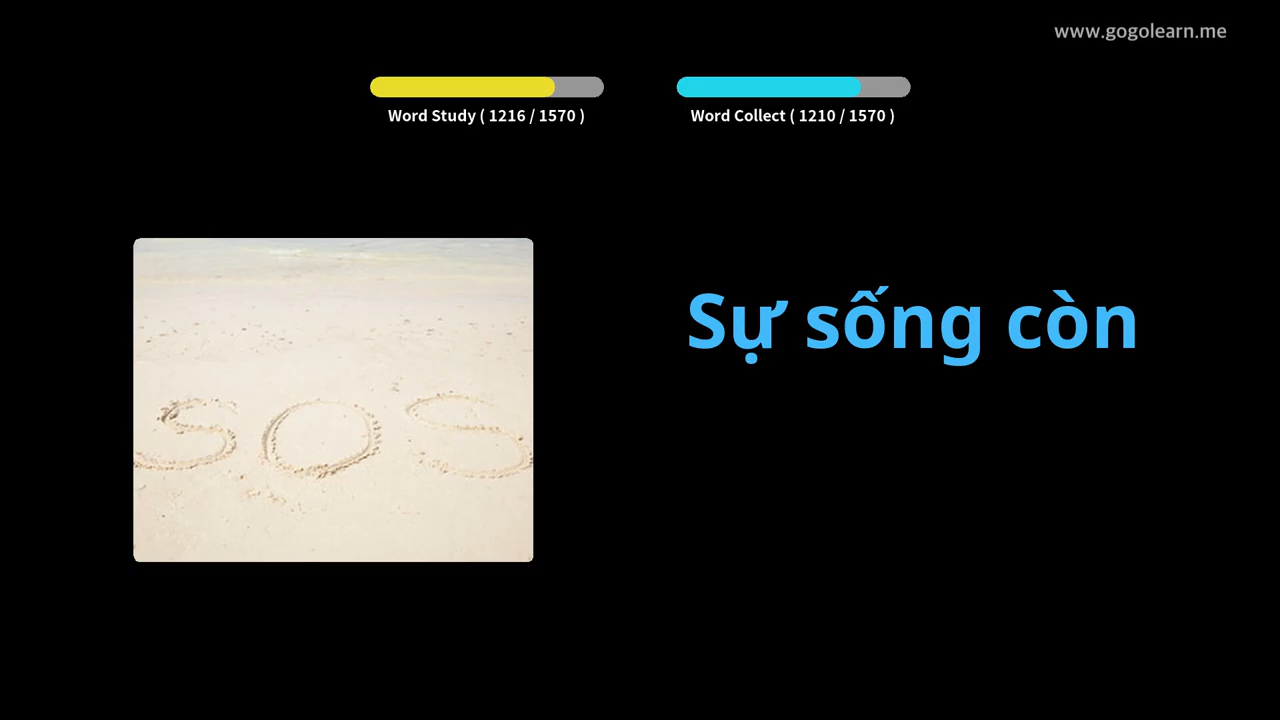 www.gogolearn.me
Word Study ( 1216 / 1570 )
Word Collect ( 1210 / 1570 )
Sự sống còn
SOS